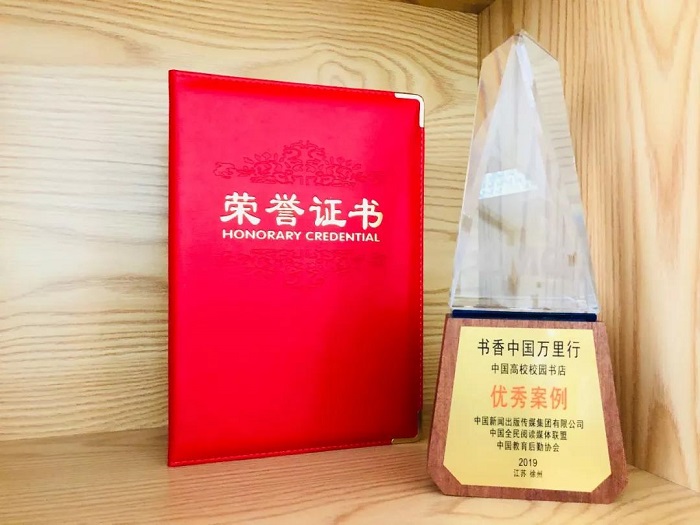 荣誉证书
HONORARY CREDENTIAL
书香中国万里行
中国高校校园书店
优秀案例
中国新闻出版传媒集团有限公司
中国全民阅读媒体联盟
中国教育后勤协会
2019
江苏·徐州